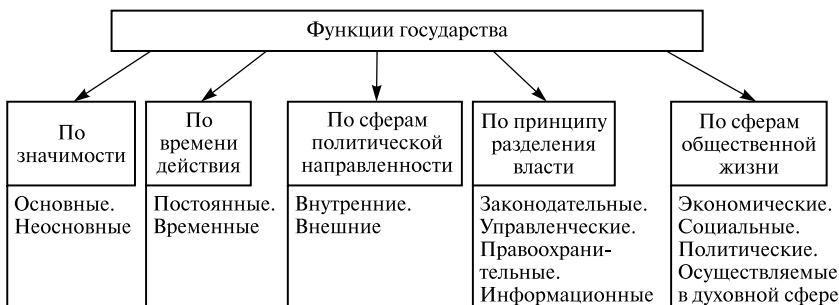 Функции государства
По
значимости
Основные.
Неосновные
По
времени
действия
Постоянные.
Временные
По сферам
политической
направленности
Внутренние.
Внешние
По принципу
разделения
власти
Законодательные.
Управленческие.
Правоохрани-
тельные.
Информационные
По сферам
общественной
жизни
Экономические.
Социальные.
Политические.
Осуществляемые
в духовной сфере